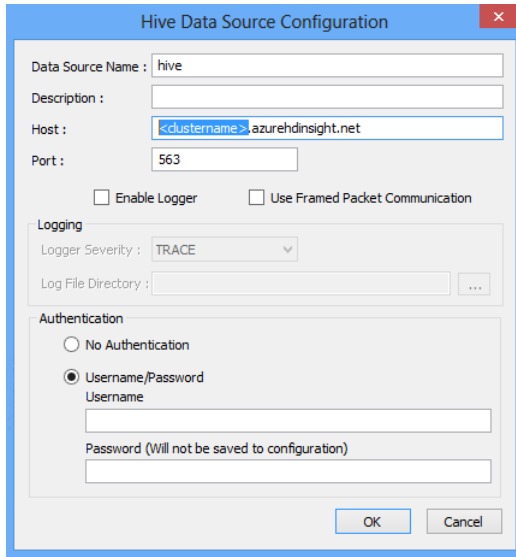 Hive Data Source Configuration
Data Source Name : hive
Description :
Host : <clustername>.azurehdinsight.net
Port : 563
Enable Logger Use Framed Packet Communication
Logging
Logger Severity : TRACE
Log File Directory : ...
Authentication
No Authentication
Username/Password
Username
Password (Will not be saved to configuration)
OK Cancel